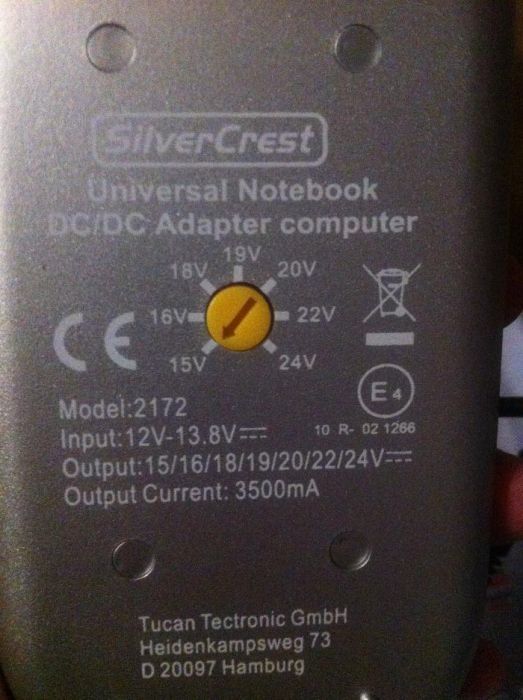 SilverCrest
Universal Notebook
DC/DC Adapter computer
19V
18V 20V
16V 22V
15V 24V
CE
E4
Model:2172
10 R- 02 1266
Input:12V-13.8V
Output:15/16/18/19/20/22/24V
Output Current: 3500mA
Tucan Tectronic GmbH
Heidenkampsweg 73
D 20097 Hamburg